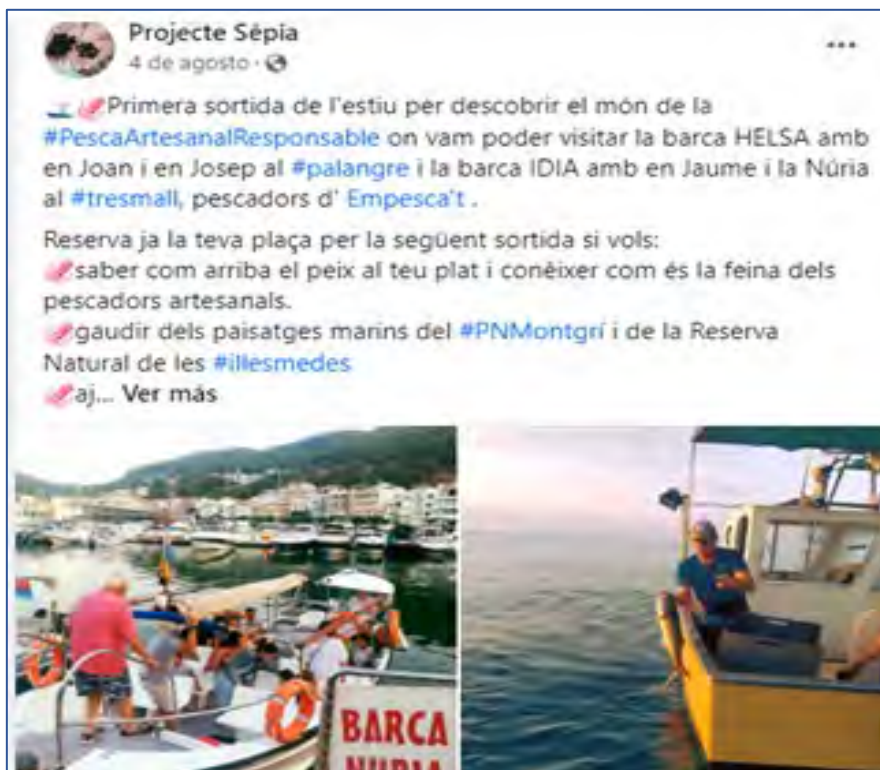 Projecte Sépia
4 de agosto ·
Primera sortida de l'estiu per descobrir el món de la
#PescaArtesanalResponsable on vam poder visitar la barca HELSA amb
en Joan i en Josep al #palangre i la barca IDIA amb en Jaume i la Núria
al #tresmall, pescadors d' Empesca't .
Reserva ja la teva plaça per la següent sortida si vols:
saber com arriba el peix al teu plat i conèixer com és la feina dels
pescadors artesanals.
gaudir dels paisatges marins del #PNMontgrí i de la Reserva
Natural de les #illesmedes
aj... Ver más
BARCA
NURIA